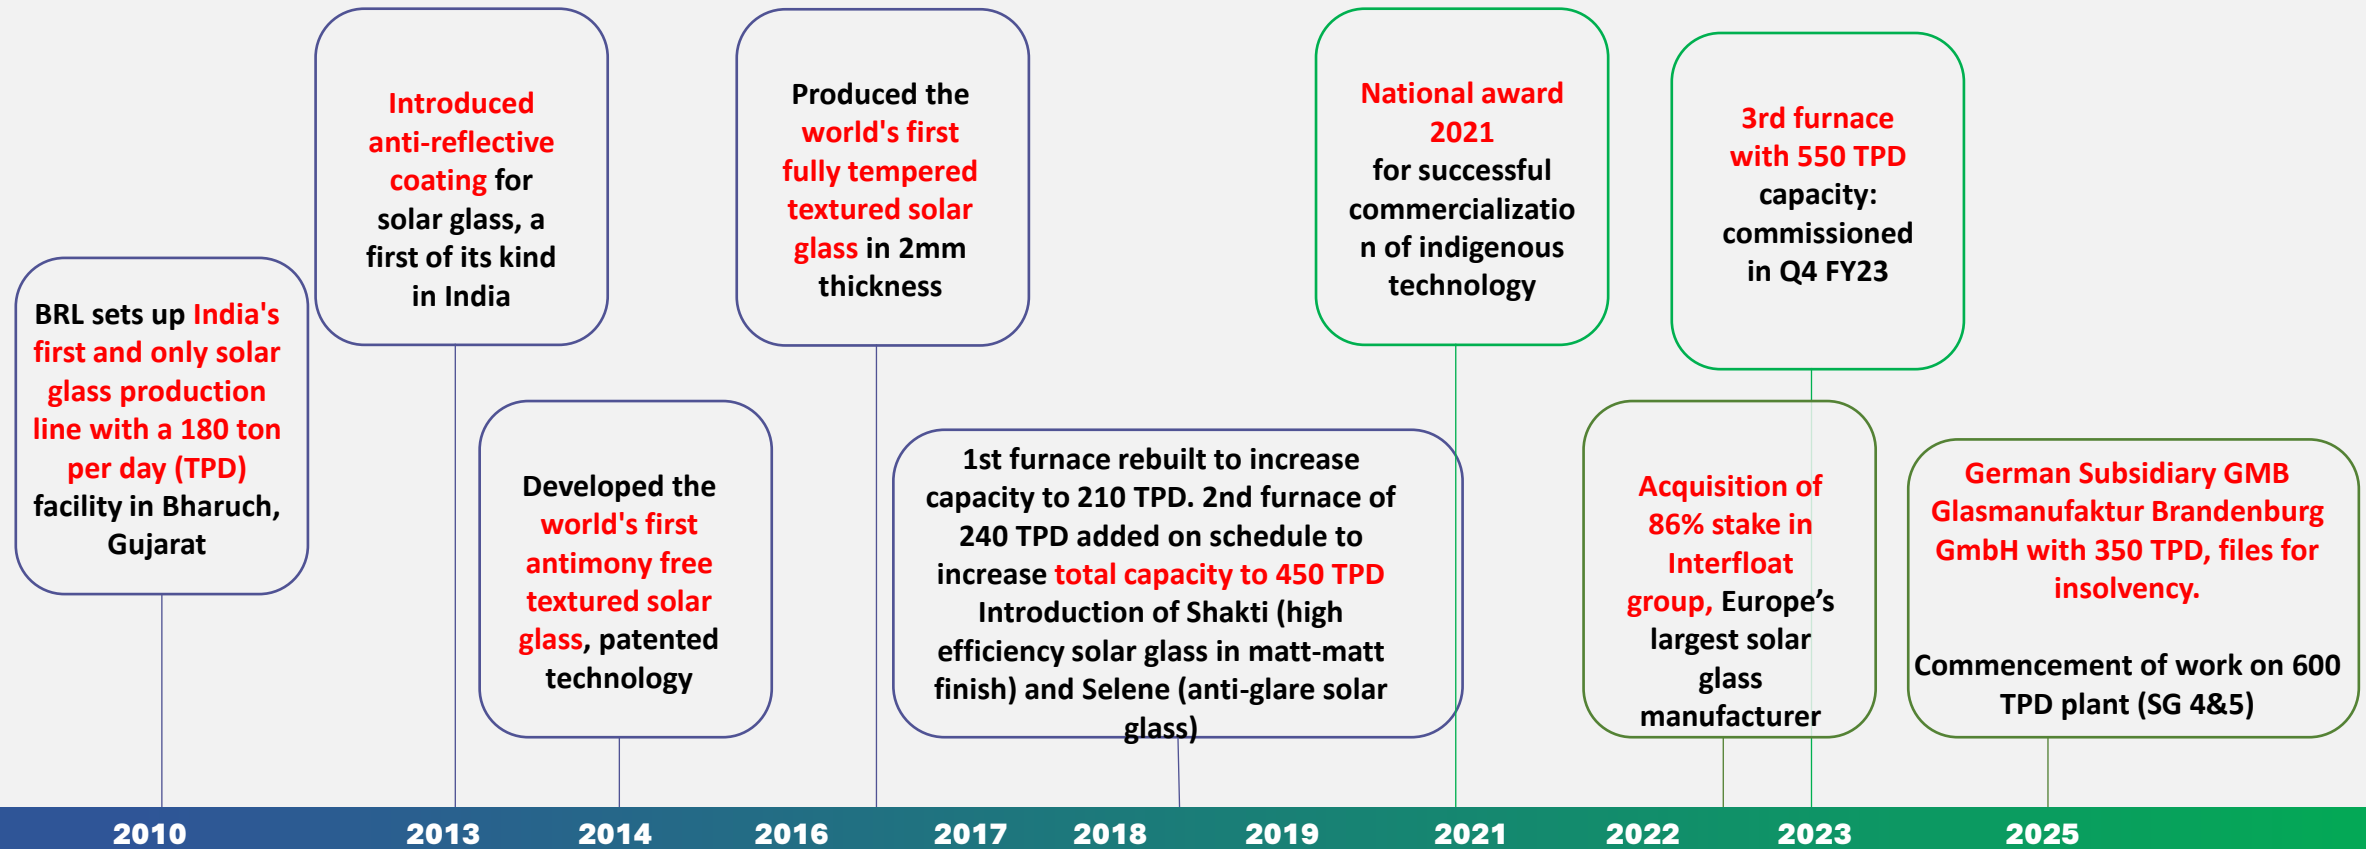 BRL sets up India's
first and only solar
glass production
line with a 180 ton
per day (TPD)
facility in Bharuch,
Gujarat
Introduced
anti-reflective
coating for
solar glass, a
first of its kind
in India
Developed the
world's first
antimony free
textured solar
glass, patented
technology
Produced the
world's first
fully tempered
textured solar
glass in 2mm
thickness
1st furnace rebuilt to increase
capacity to 210 TPD. 2nd furnace of
240 TPD added on schedule to
increase total capacity to 450 TPD
Introduction of Shakti (high
efficiency solar glass in matt-matt
finish) and Selene (anti-glare solar
glass)
National award
2021
for successful
commercializatio
n of indigenous
technology
Acquisition of
86% stake in
Interfloat
group, Europe’s
largest solar
glass
manufacturer
3rd furnace
with 550 TPD
capacity:
commissioned
in Q4 FY23
German Subsidiary GMB
Glasmanufaktur Brandenburg
GmbH with 350 TPD, files for
insolvency.
Commencement of work on 600
TPD plant (SG 4&5)
2010 2013 2014 2016 2017 2018 2019 2021 2022 2023 2025